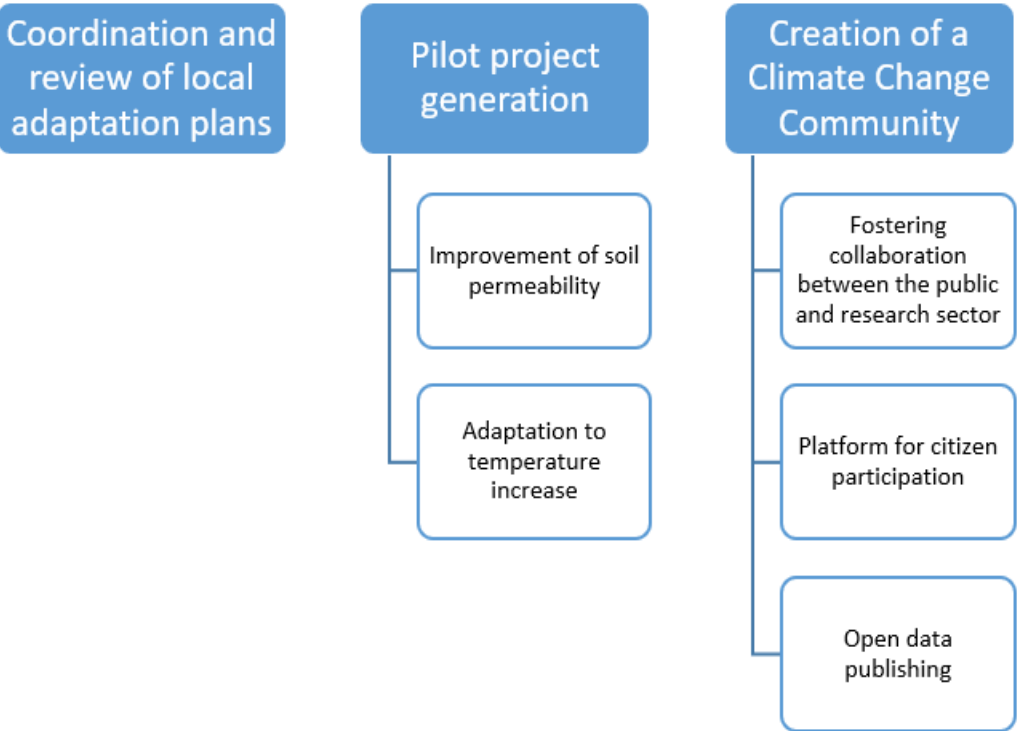 Coordination and
review of local
adaptation plans
Pilot project
generation
Improvement of soil
permeability
Adaptation to
temperature
increase
Creation of a
Climate Change
Community
Fostering
collaboration
between the public
and research sector
Platform for citizen
participation
Open data
publishing